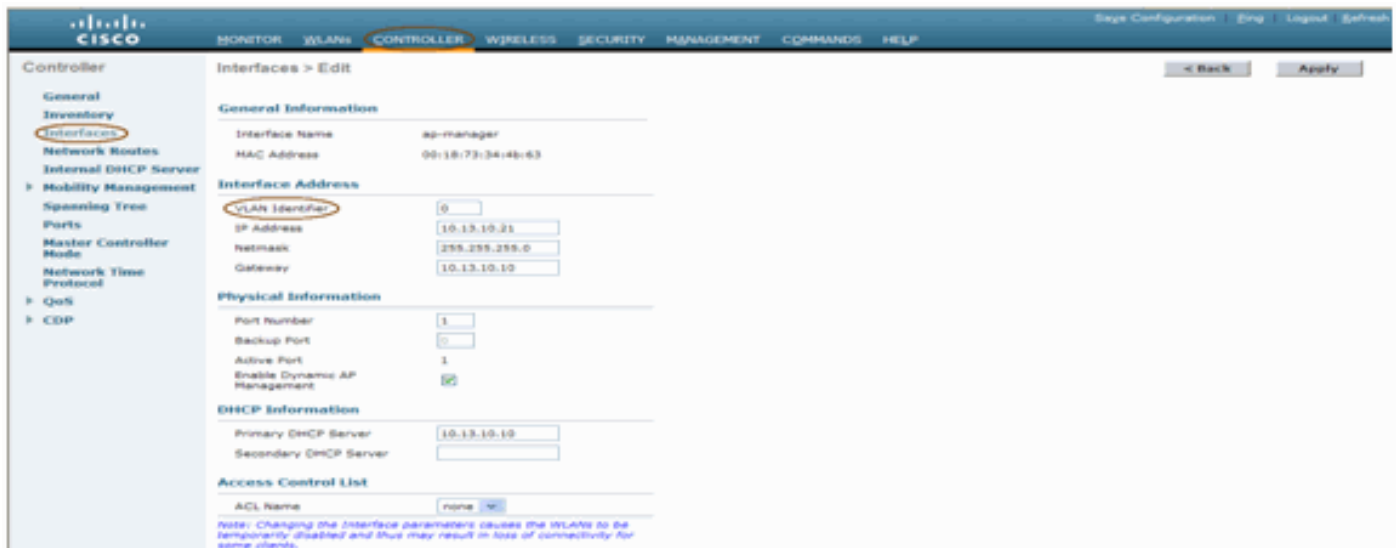 Save Configuration | Ping | Logout | Refresh
CISCO
MONITOR WLANs CONTROLLER WIRELESS SECURITY MANAGEMENT COMMANDS HELP
Controller
General
Inventory
Interfaces
Network Routes
Internal DHCP Server
Mobility Management
Spanning Tree
Ports
Master Controller
Mode
Network Time
Protocol
QoS
CDP
Interfaces > Edit
< Back
Apply
General Information
Interface Name ap-manager
MAC Address 00:18:73:34:4b:63
Interface Address
VLAN Identifier 0
IP Address 10.13.10.21
Netmask 255.255.255.0
Gateway 10.13.10.10
Physical Information
Port Number 1
Backup Port 0
Active Port 1
Enable Dynamic AP
Management
DHCP Information
Primary DHCP Server 10.13.10.10
Secondary DHCP Server
Access Control List
ACL Name none
Note: Changing the Interface parameters causes the WLANs to be
temporarily disabled and thus may result in loss of connectivity for
some clients.